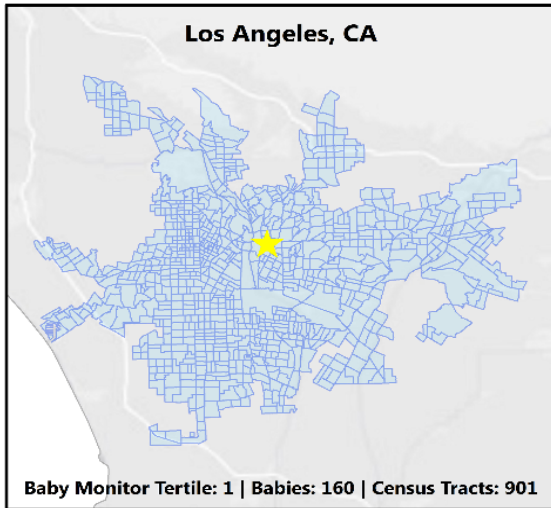 Los Angeles, CA
Baby Monitor Tertile: 1 | Babies: 160 | Census Tracts: 901